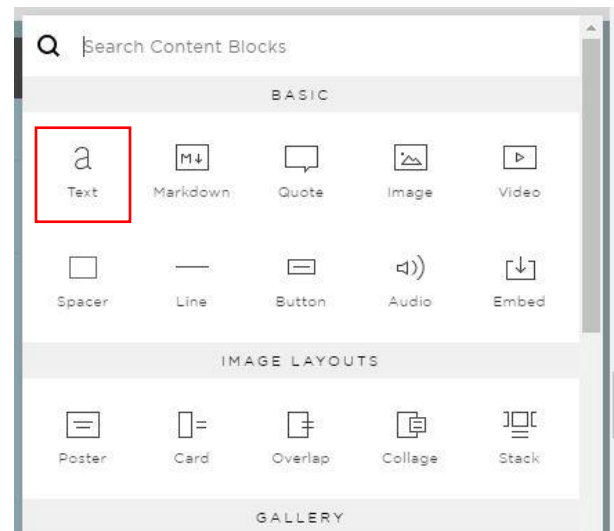 Search Content Blocks
BASIC
a
Text Markdown Quote Image Video
M↓
Spacer Line Button Audio Embed
IMAGE LAYOUTS
Poster Card Overlap Collage Stack
GALLERY